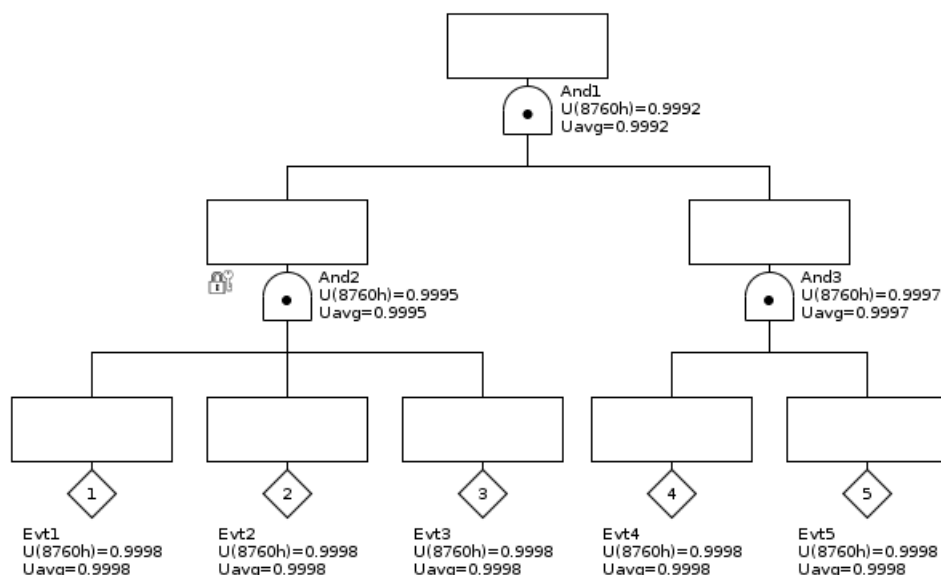 And1
U(8760h)=0.9992
Uavg=0.9992
And2
U(8760h)=0.9995
Uavg=0.9995
And3
U(8760h)=0.9997
Uavg=0.9997
1
2
3
4
5
Evt1
U(8760h)=0.9998
Uavg=0.9998
Evt2
U(8760h)=0.9998
Uavg=0.9998
Evt3
U(8760h)=0.9998
Uavg=0.9998
Evt4
U(8760h)=0.9998
Uavg=0.9998
Evt5
U(8760h)=0.9998
Uavg=0.9998